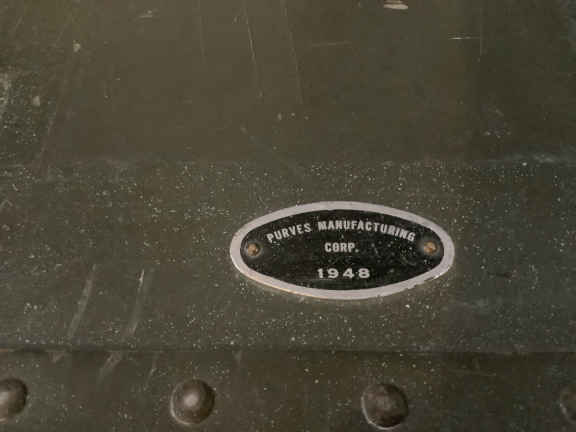 PURVES MANUFACTURING
CORP.
1948